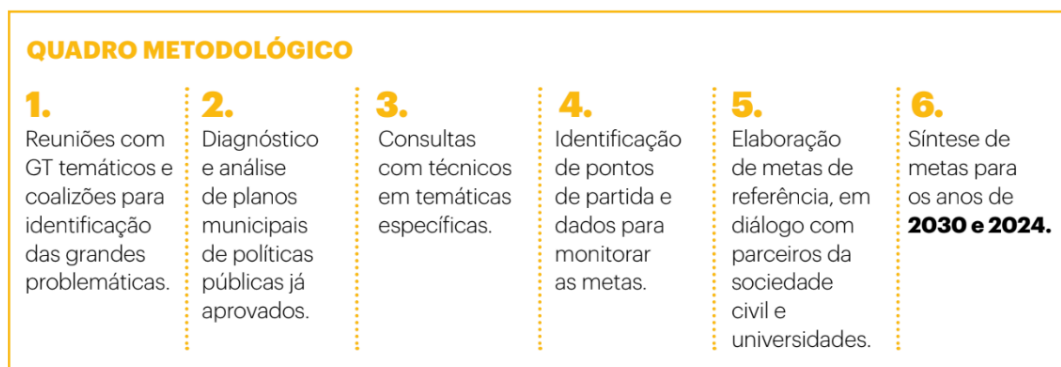 QUADRO METODOLÓGICO
1.
Reuniões com
GT temáticos e
coalizões para
identificação
das grandes
problemáticas.
2.
Diagnóstico
e análise
de planos
municipais
de políticas
públicas já
aprovados.
3.
Consultas
com técnicos
em temáticas
específicas.
4.
Identificação
de pontos
de partida e
dados para
monitorar
as metas.
5.
Elaboração
de metas de
referência, em
diálogo com
parceiros da
sociedade
civil e
universidades.
6.
Síntese de
metas para
os anos de
2030 e 2024.